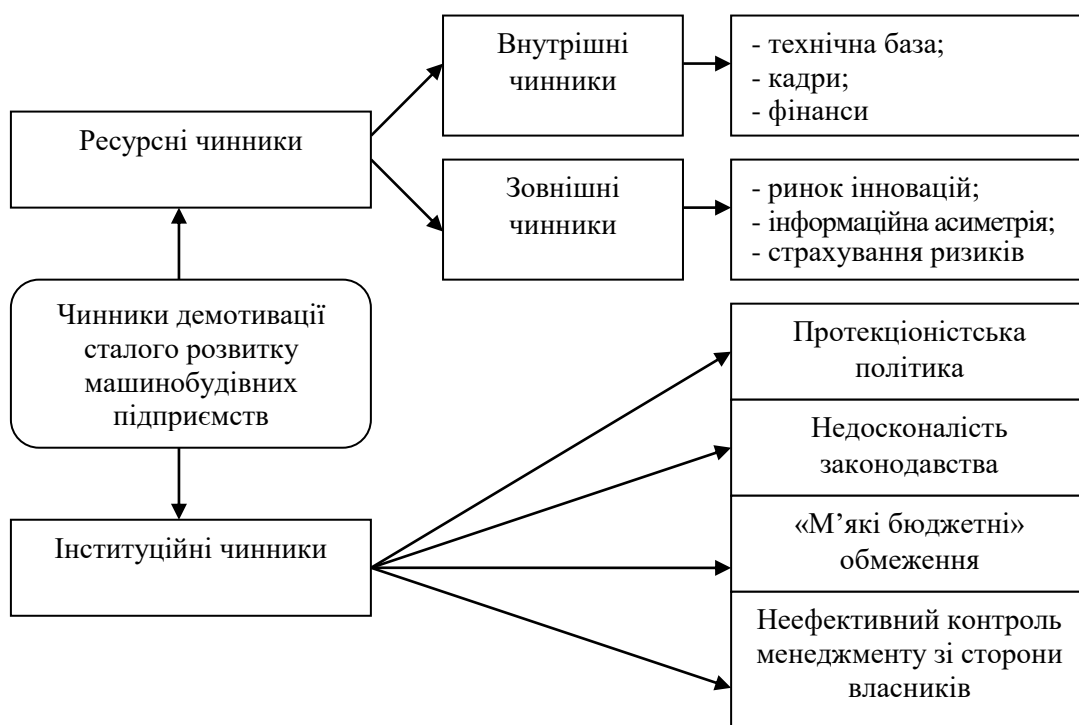 Внутрішні
чинники
- технічна база;
- кадри;
- фінанси
Ресурсні чинники
Зовнішні
чинники
- ринок інновацій;
- інформаційна асиметрія;
- страхування ризиків
Чинники демотивації
сталого розвитку
машинобудівних
підприємств
Протекціоністська
політика
Недосконалість
законодавства
Інституційні чинники
«М’які бюджетні»
обмеження
Неефективний контроль
менеджменту зі сторони
власників